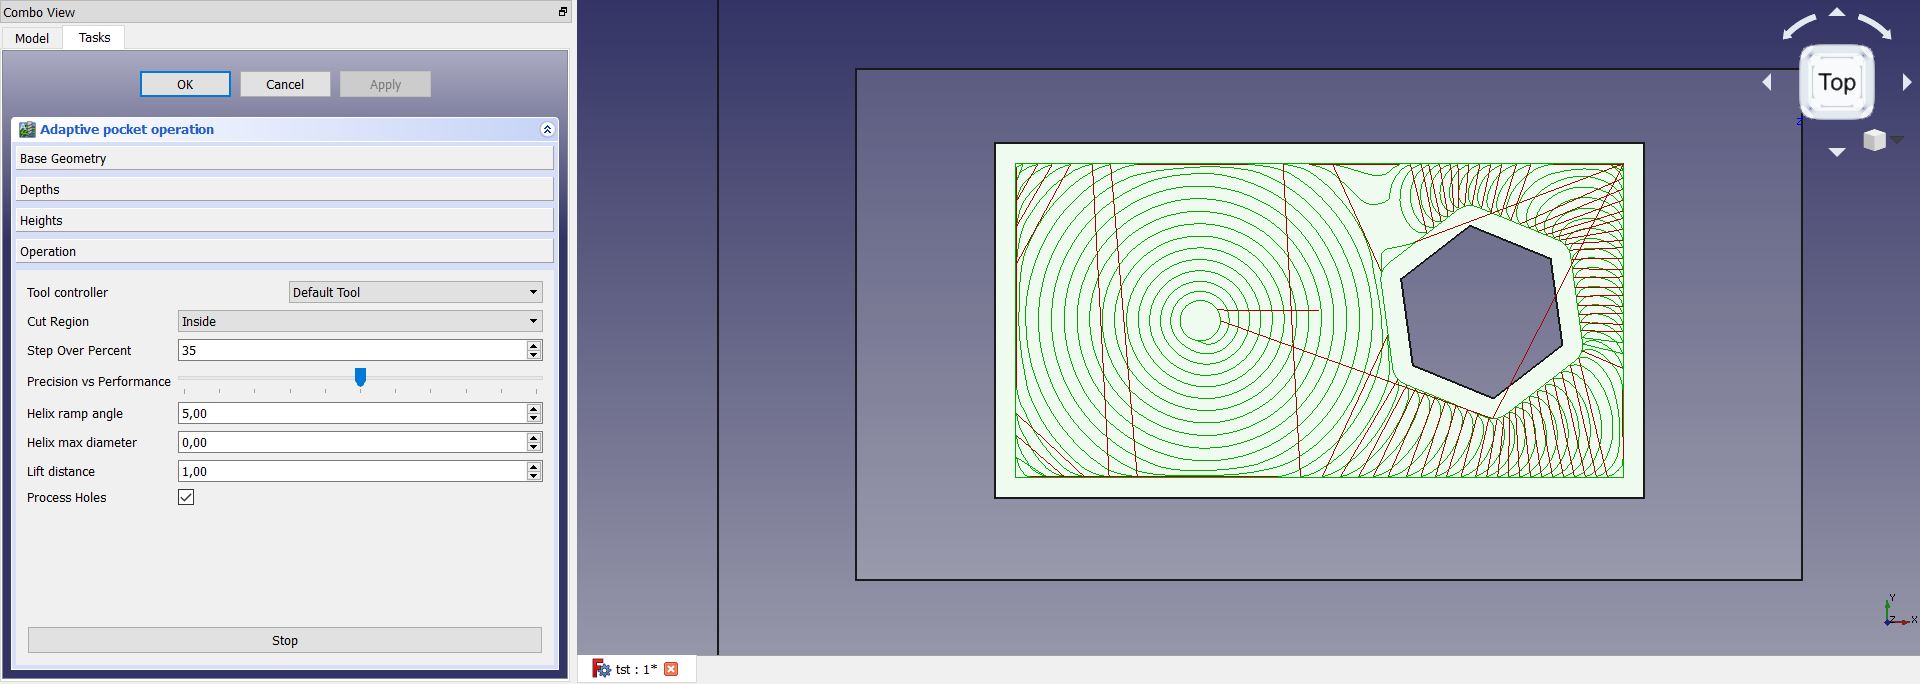 Combo View
Model
Tasks
OK
Cancel
Apply
Adaptive pocket operation
Base Geometry
Depths
Heights
Operation
Tool controller
Default Tool
Cut Region
Inside
Step Over Percent
35
Precision vs Performance
Helix ramp angle
5,00
Helix max diameter
0,00
Lift distance
1,00
Process Holes
Stop
Top
Z
Y
Z
X
tst : 1*